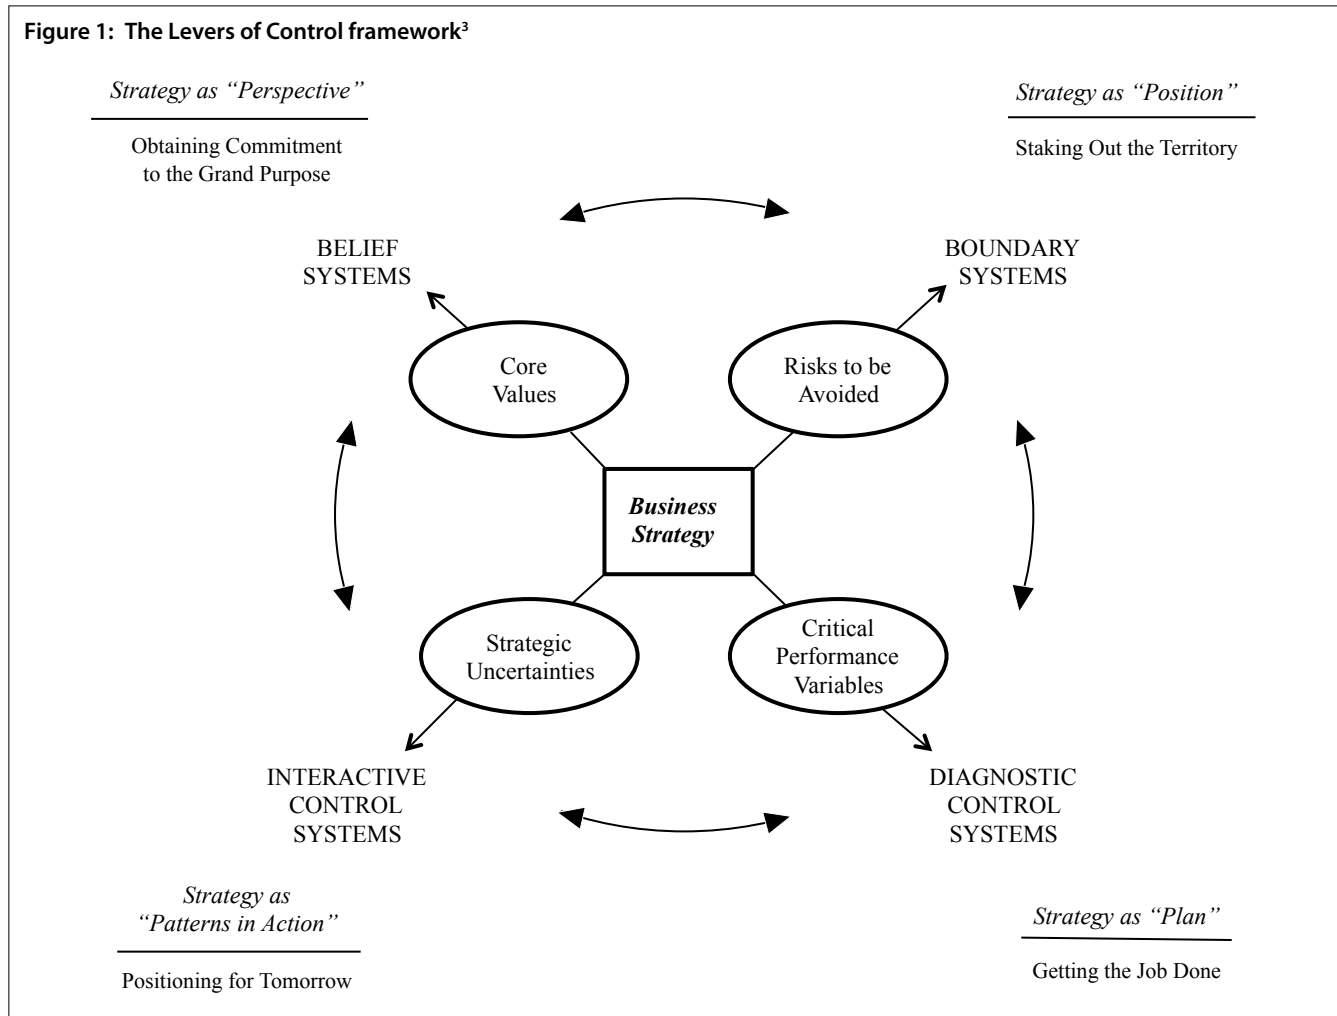 Figure 1: The Levers of Control framework³
Strategy as “Perspective”
Obtaining Commitment
to the Grand Purpose
Strategy as “Position”
Staking Out the Territory
BELIEF
SYSTEMS
BOUNDARY
SYSTEMS
Core
Values
Risks to be
Avoided
Business
Strategy
Strategic
Uncertainties
Critical
Performance
Variables
INTERACTIVE
CONTROL
SYSTEMS
DIAGNOSTIC
CONTROL
SYSTEMS
Strategy as
“Patterns in Action”
Positioning for Tomorrow
Strategy as “Plan”
Getting the Job Done